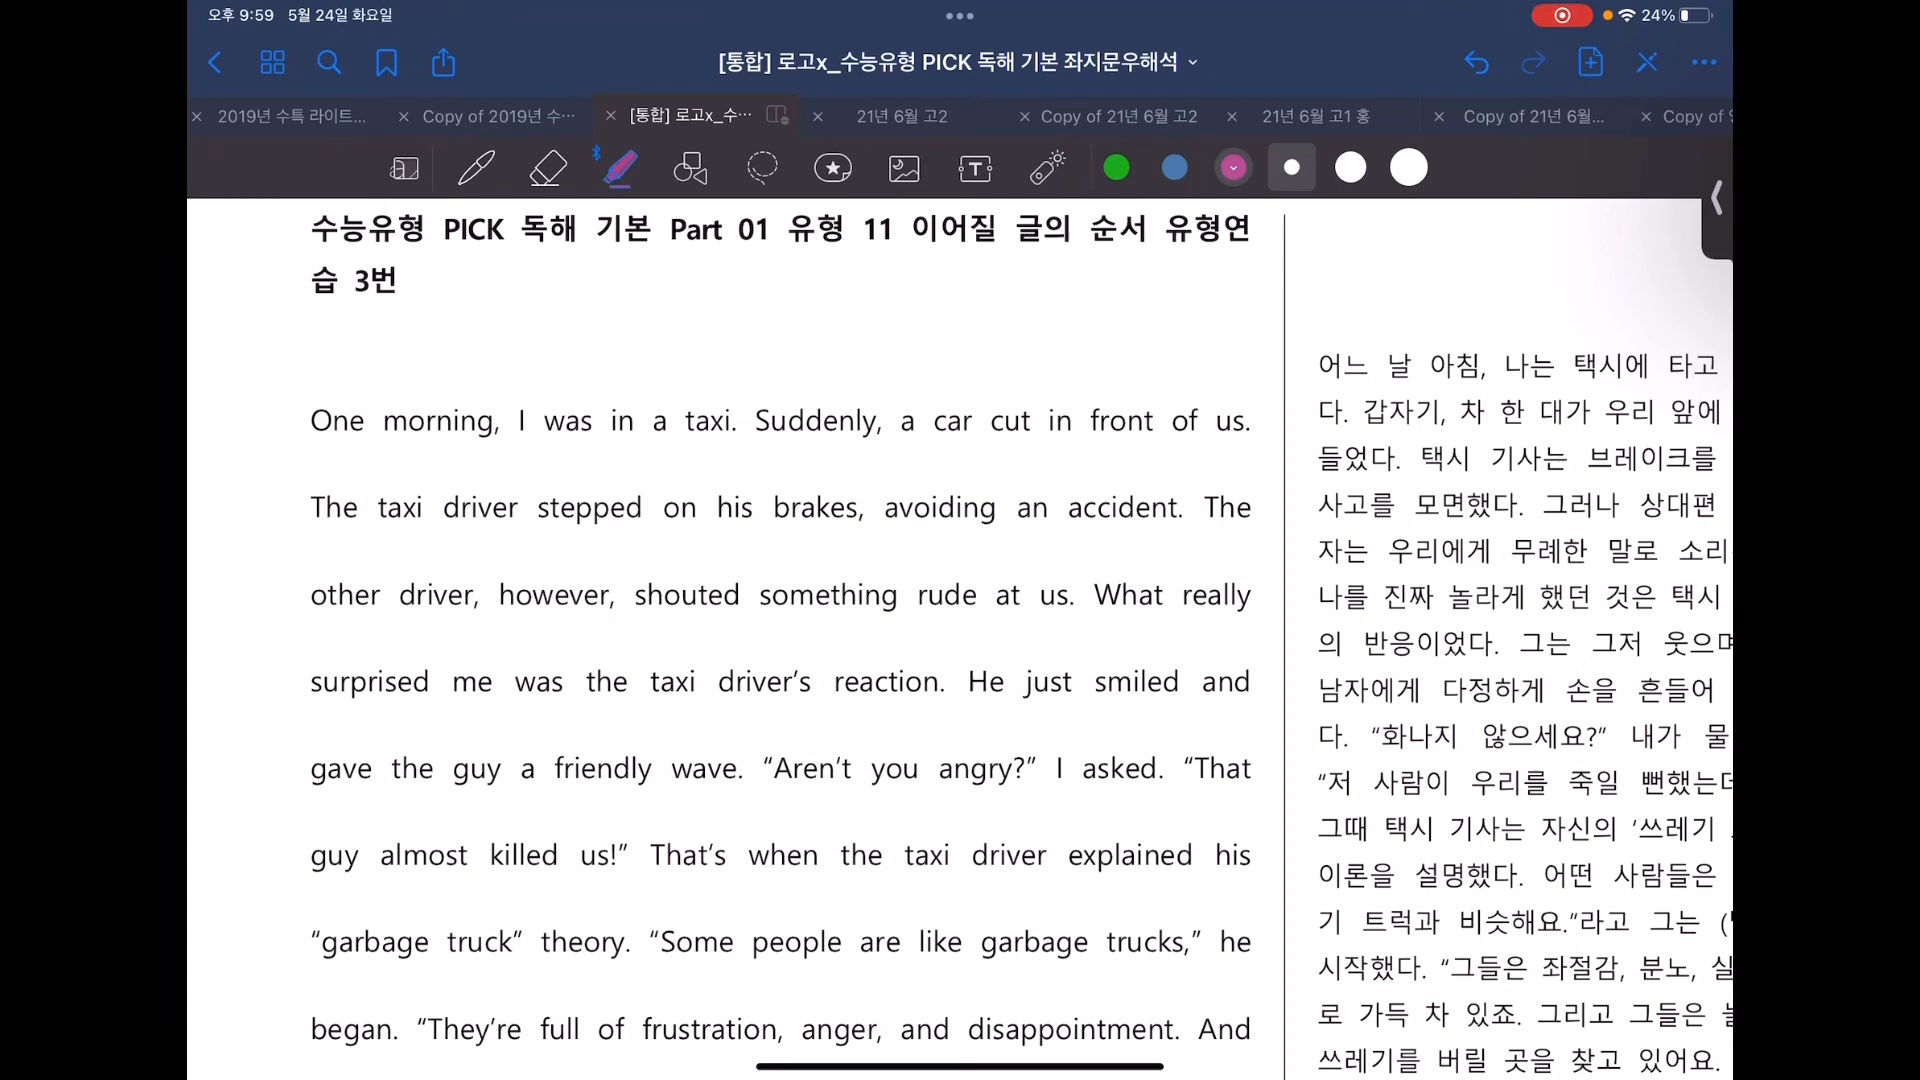 오후 9:59 5월 24일 화요일
24%
[통합] 로고x_수능유형 PICK 독해 기본 좌지문우해석
2019년 수특 라이트...
Copy of 2019년 수...
[통합] 로고x_수...
21년 6월 고2
Copy of 21년 6월 고2
21년 6월 고1 홍
Copy of 21년 6월...
Copy of
수능유형 PICK 독해 기본 Part 01 유형 11 이어질 글의 순서 유형연
습 3번
One morning, I was in a taxi. Suddenly, a car cut in front of us.
The taxi driver stepped on his brakes, avoiding an accident. The
other driver, however, shouted something rude at us. What really
surprised me was the taxi driver’s reaction. He just smiled and
gave the guy a friendly wave. “Aren’t you angry?” I asked. “That
guy almost killed us!” That’s when the taxi driver explained his
“garbage truck” theory. “Some people are like garbage trucks,” he
began. “They’re full of frustration, anger, and disappointment. And
어느 날 아침, 나는 택시에 타고
다. 갑자기, 차 한 대가 우리 앞에
들었다. 택시 기사는 브레이크를
사고를 모면했다. 그러나 상대편
자는 우리에게 무례한 말로 소리
나를 진짜 놀라게 했던 것은 택시
의 반응이었다. 그는 그저 웃으며
남자에게 다정하게 손을 흔들어
다. “화나지 않으세요?” 내가 물
“저 사람이 우리를 죽일 뻔했는데
그때 택시 기사는 자신의 ‘쓰레기
이론을 설명했다. 어떤 사람들은
기 트럭과 비슷해요.“라고 그는
시작했다. “그들은 좌절감, 분노, 실
로 가득 차 있죠. 그리고 그들은
쓰레기를 버릴 곳을 찾고 있어요.